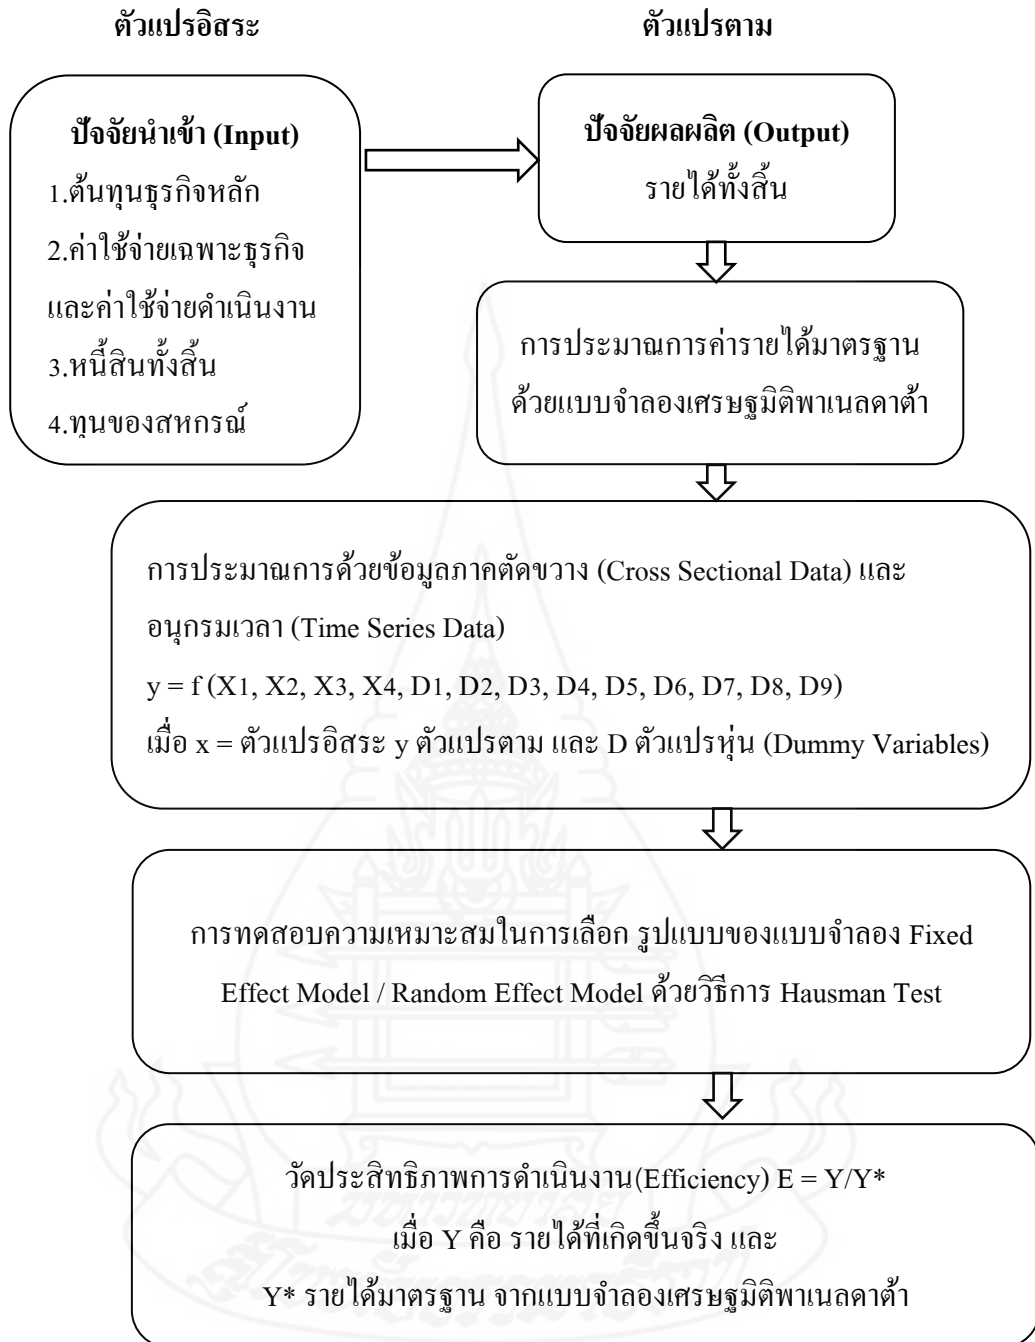 ตัวแปรอิสระ
ตัวแปรตาม
ปัจจัยนำเข้า (Input)
1.ต้นทุนธุรกิจหลัก
2.ค่าใช้จ่ายเฉพาะธุรกิจ
และค่าใช้จ่ายดำเนินงาน
3.หนี้สินทั้งสิ้น
4.ทุนของสหกรณ์
ปัจจัยผลผลิต (Output)
รายได้ทั้งสิ้น
การประมาณการค่ารายได้มาตรฐาน
ด้วยแบบจำลองเศรษฐมิติพาเนลดาต้า
การประมาณการด้วยข้อมูลภาคตัดขวาง (Cross Sectional Data) และ
อนุกรมเวลา (Time Series Data)
y = f (X1, X2, X3, X4, D1, D2, D3, D4, D5, D6, D7, D8, D9)
เมื่อ x = ตัวแปรอิสระ y ตัวแปรตาม และ D ตัวแปรหุ่น (Dummy Variables)
การทดสอบความเหมาะสมในการเลือก รูปแบบของแบบจำลอง Fixed
Effect Model / Random Effect Model ด้วยวิธีการ Hausman Test
วัดประสิทธิภาพการดำเนินงาน(Efficiency) E = Y/Y*
เมื่อ Y คือ รายได้ที่เกิดขึ้นจริง และ
Y* รายได้มาตรฐาน จากแบบจำลองเศรษฐมิติพาเนลดาต้า